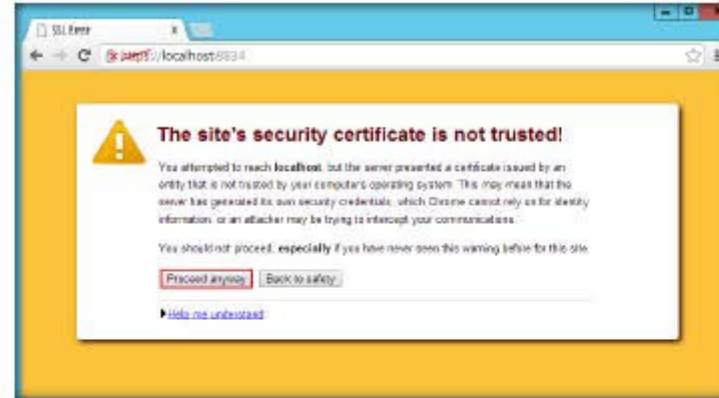 SSL Error
https://localhost:8834
The site's security certificate is not trusted!
You attempted to reach localhost, but the server presented a certificate issued by an
entity that is not trusted by your computer's operating system. This may mean that the
server has generated its own security credentials, which Chrome cannot rely on for identity
information, or an attacker may be trying to intercept your communications.
You should not proceed, especially if you have never seen this warning before for this site.
Proceed anyway Back to safety
Help me understand